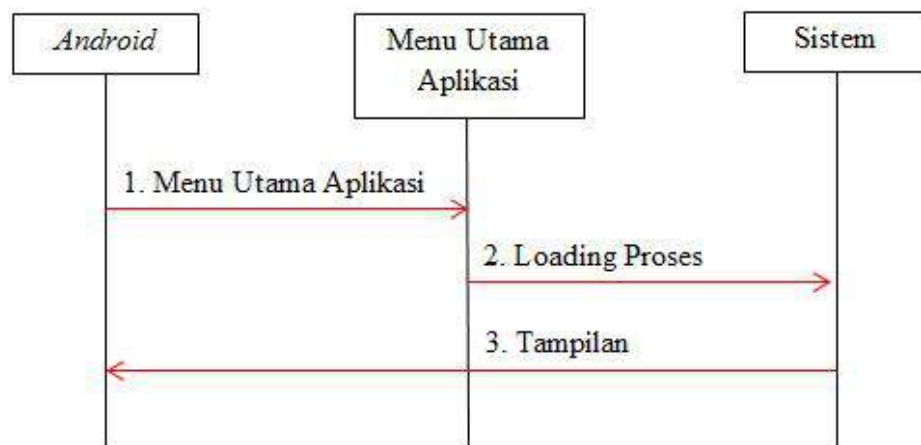 Android
Menu Utama
Aplikasi
Sistem
1. Menu Utama Aplikasi
2. Loading Proses
3. Tampilan